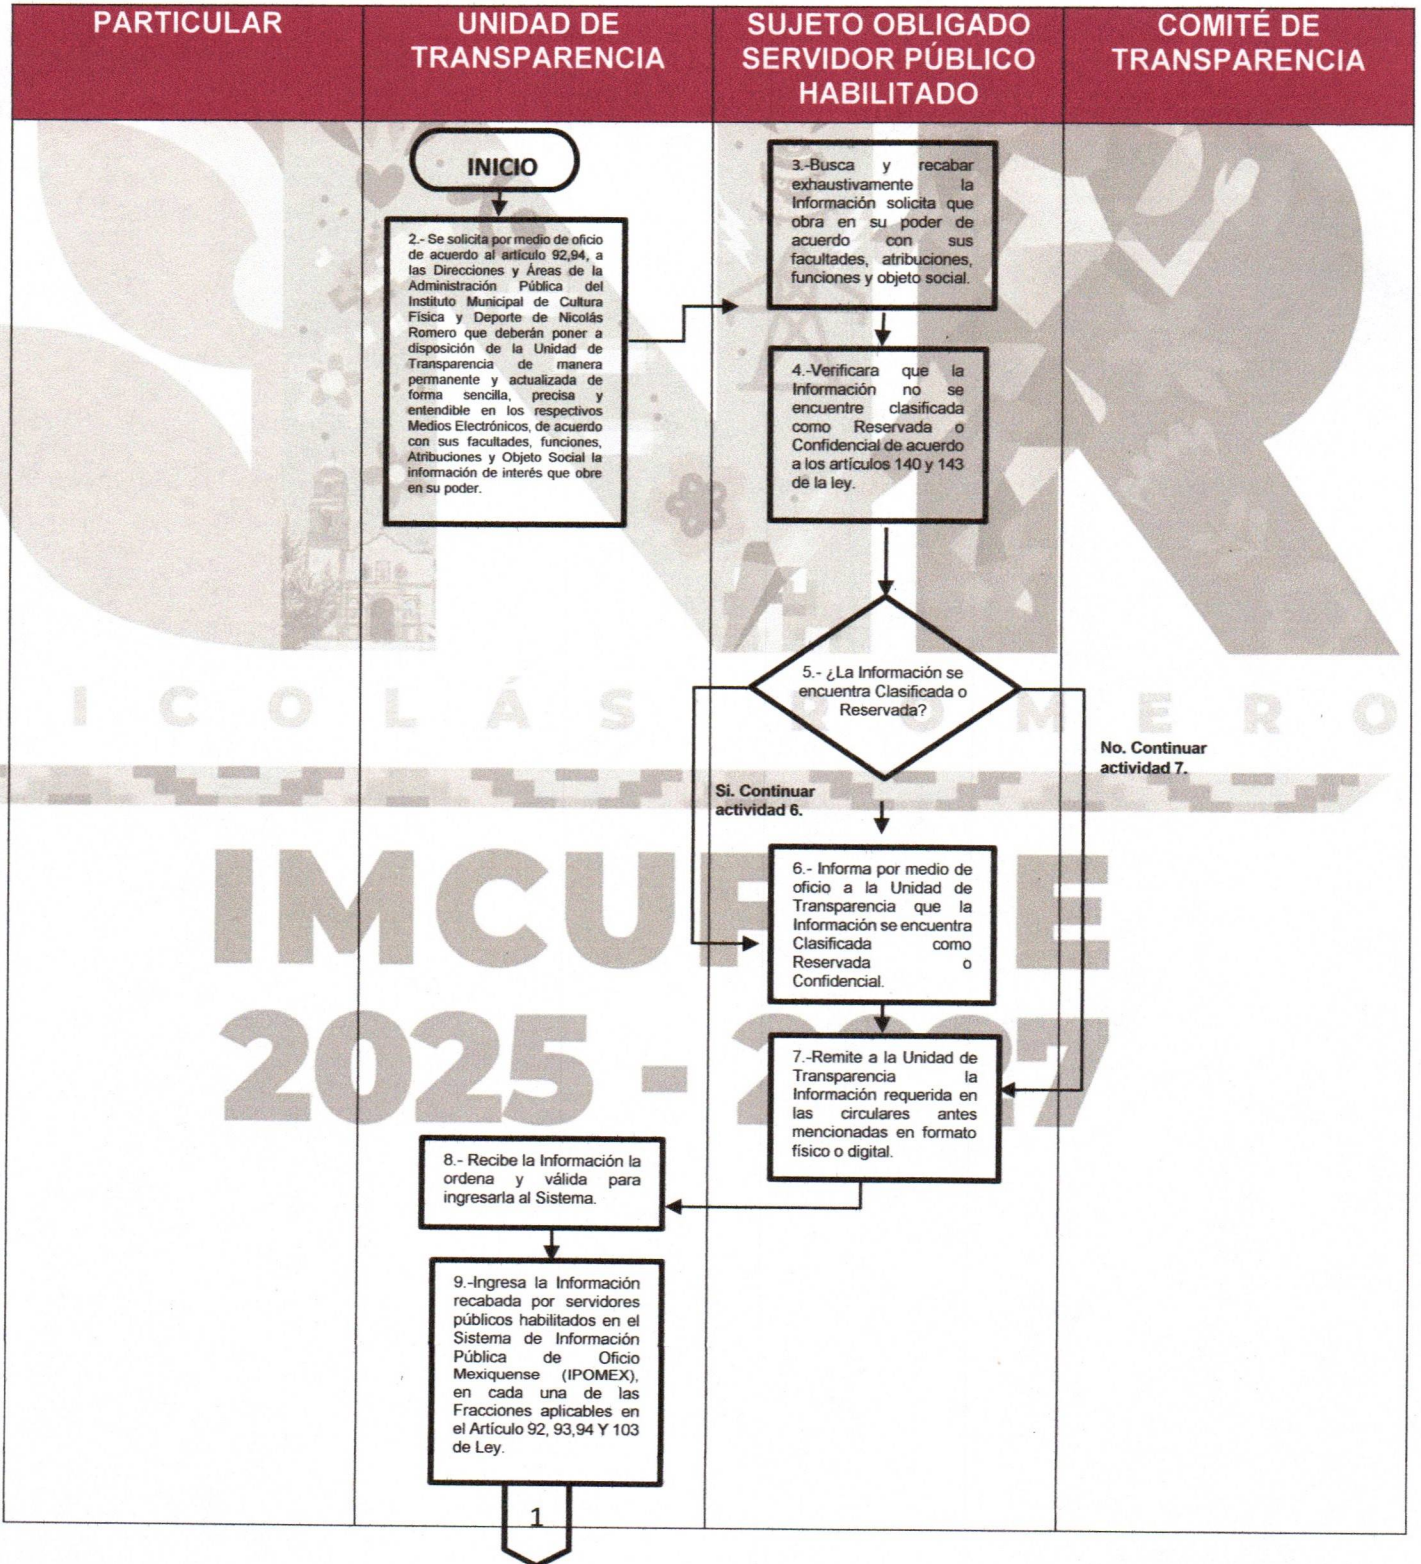 PARTICULAR
UNIDAD DE
TRANSPARENCIA
SUJETO OBLIGADO
SERVIDOR PÚBLICO
HABILITADO
COMITÉ DE
TRANSPARENCIA
INICIO
2.- Se solicita por medio de oficio
de acuerdo al artículo 92,94, a
las Direcciones y Áreas de la
Administración Pública del
Instituto Municipal de Cultura
Física y Deporte de Nicolás
Romero que deberán poner a
disposición de la Unidad de
Transparencia de manera
permanente y actualizada de
forma sencilla, precisa y
entendible en los respectivos
Medios Electrónicos, de acuerdo
con sus facultades, funciones,
Atribuciones y Objeto Social la
información de interés que obre
en su poder.
3.-Busca y recabar
exhaustivamente la
Información solicita que
obra en su poder de
acuerdo con sus
facultades, atribuciones,
funciones y objeto social.
4.-Verificara que la
Información no se
encuentre clasificada
como Reservada o
Confidencial de acuerdo
a los artículos 140 y 143
de la ley.
5.- ¿La Información se
encuentra Clasificada o
Reservada?
ICOLÁS ROMERO
No. Continuar
actividad 7.
Si. Continuar
actividad 6.
6.- Informa por medio de
oficio a la Unidad de
Transparencia que la
Información se encuentra
Clasificada como
Reservada o
Confidencial.
IMCUF E
2025 - 2027
7.-Remite a la Unidad de
Transparencia la
Información requerida en
las circulares antes
mencionadas en formato
físico o digital.
8.- Recibe la Información la
ordena y válida para
ingresarla al Sistema.
9.-Ingresa la Información
recabada por servidores
públicos habilitados en el
Sistema de Información
Pública de Oficio
Mexiquense (IPOMEX),
en cada una de las
Fracciones aplicables en
el Artículo 92, 93,94 Y 103
de Ley.
1